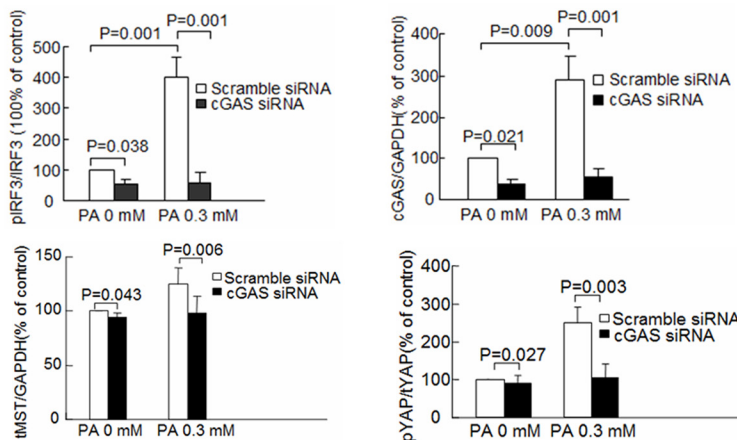 pIRF3/IRF3 (100% of control)
500
400
300
200
100
0
P=0.001
P=0.001
P=0.038
Scramble siRNA
cGAS siRNA
PA 0 mM
PA 0.3 mM
cGAS/GAPDH(% of control)
400
300
200
100
0
P=0.009
P=0.001
P=0.021
Scramble siRNA
cGAS siRNA
PA 0 mM
PA 0.3 mM
tMST/GAPDH(% of control)
150
100
50
0
P=0.043
P=0.006
Scramble siRNA
cGAS siRNA
PA 0 mM
PA 0.3 mM
pYAP/tYAP(% of control)
400
300
200
100
0
P=0.027
P=0.003
Scramble siRNA
cGAS siRNA
PA 0 mM
PA 0.3 mM